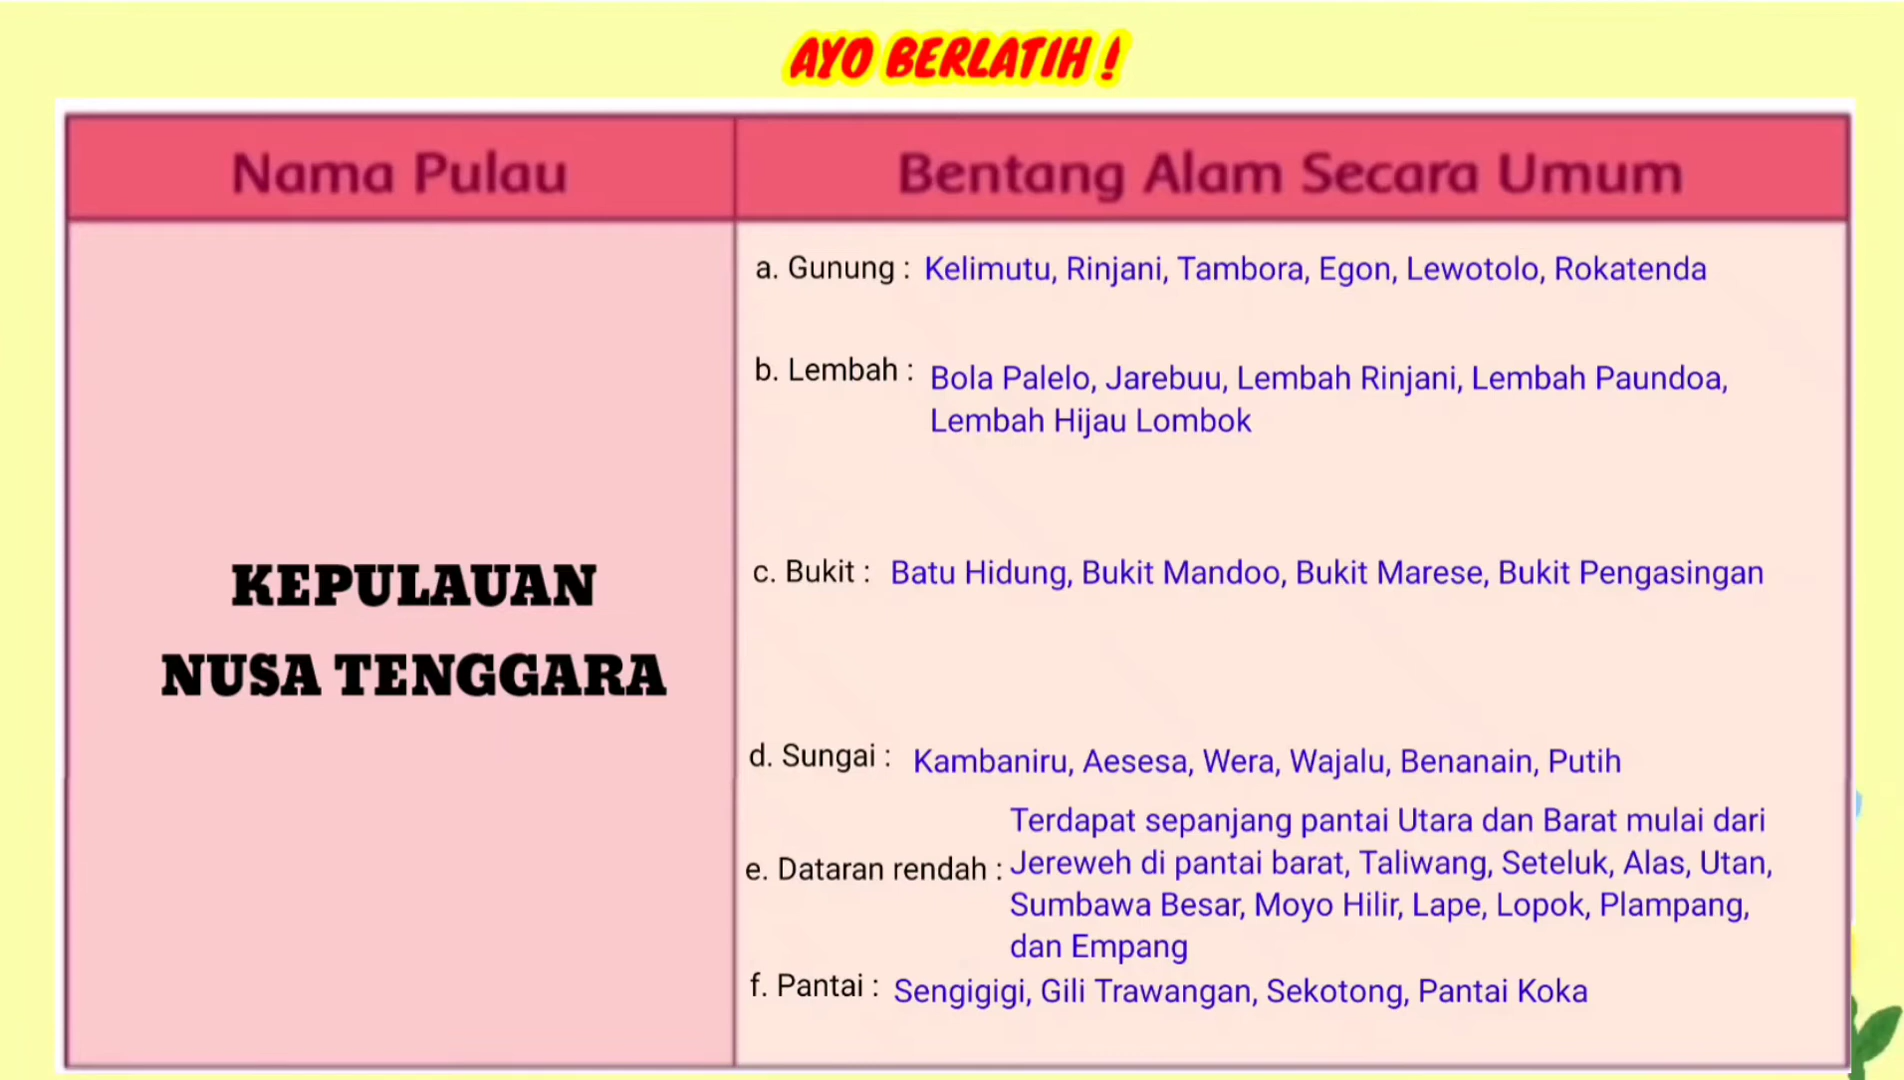 AYO BERLATIH !
Nama Pulau
Bentang Alam Secara Umum
KEPULAUAN
NUSA TENGGARA
a. Gunung : Kelimutu, Rinjani, Tambora, Egon, Lewotolo, Rokatenda
b. Lembah : Bola Palelo, Jarebuu, Lembah Rinjani, Lembah Paundoa,
Lembah Hijau Lombok
c. Bukit : Batu Hidung, Bukit Mandoo, Bukit Marese, Bukit Pengasingan
d. Sungai : Kambaniru, Aesesa, Wera, Wajalu, Benanain, Putih
Terdapat sepanjang pantai Utara dan Barat mulai dari
e. Dataran rendah : Jereweh di pantai barat, Taliwang, Seteluk, Alas, Utan,
Sumbawa Besar, Moyo Hilir, Lape, Lopok, Plampang,
dan Empang
f. Pantai : Sengigigi, Gili Trawangan, Sekotong, Pantai Koka